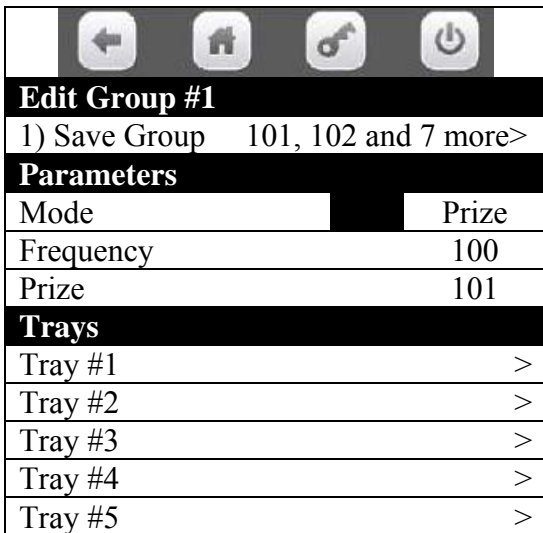 Edit Group #1
1) Save Group 101, 102 and 7 more>
Parameters
Mode Prize
Frequency 100
Prize 101
Trays
Tray #1 >
Tray #2 >
Tray #3 >
Tray #4 >
Tray #5 >